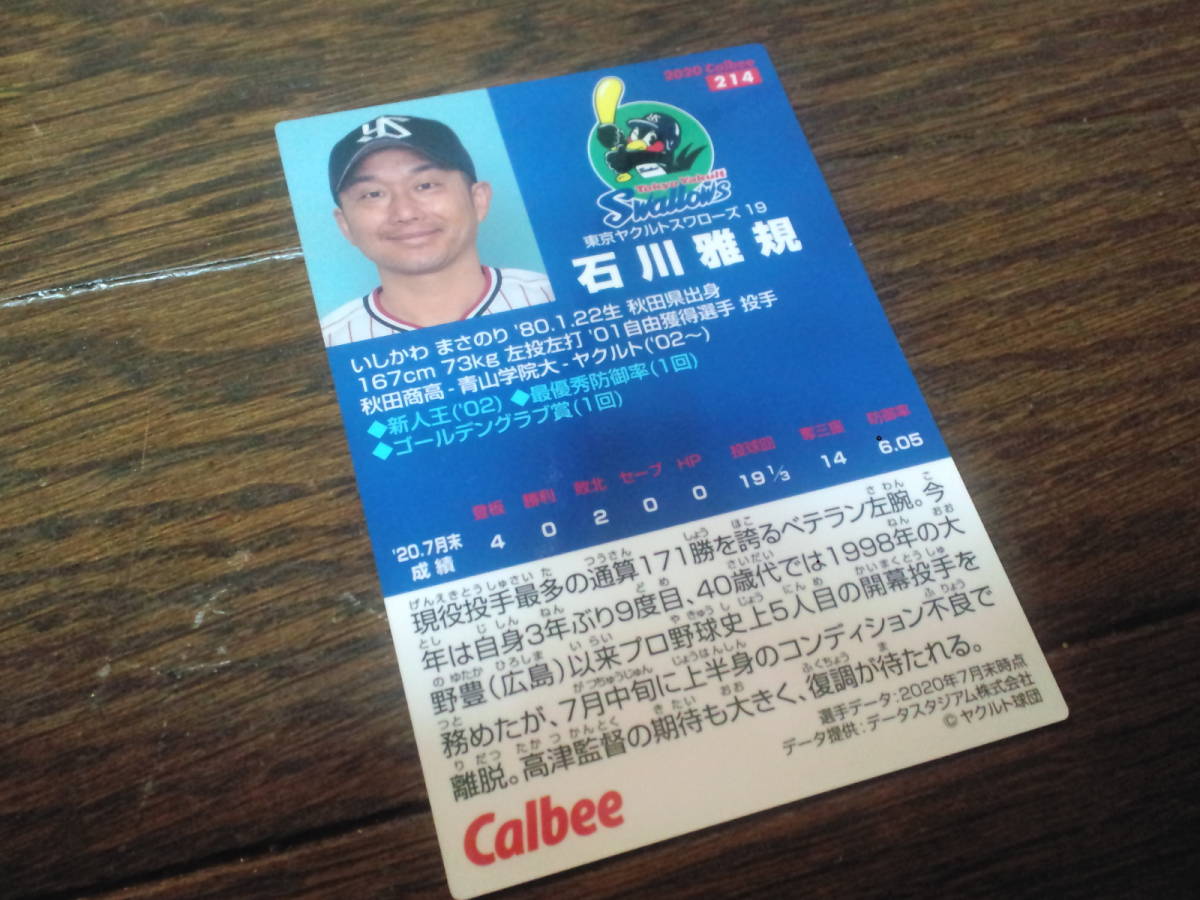 2020 Calbee
214
YS
Tokyo Yakult
Swallows
東京ヤクルトスワローズ 19
石川雅規
いしかわ まさのり '80.1.22生 秋田県出身
167cm 73kg 左投左打 '01自由獲得選手 投手
秋田商高-青山学院大-ヤクルト('02〜)
◆新人王('02) ◆最優秀防御率(1回)
◆ゴールデングラブ賞(1回)
登板 勝利 敗北 セーブ HP 投球回 奪三振 防御率
'20.7月末成績 4 0 2 0 0 19 1/3 14 6.05
現役投手最多の通算171勝を誇るベテラン左腕。今
年は自身3年ぶり9度目、40歳代では1998年の大
野豊(広島)以来プロ野球史上5人目の開幕投手を
務めたが、7月中旬に上半身のコンディション不良で
離脱。高津監督の期待も大きく、復調が待たれる。
選手データ:2020年7月末時点
データ提供:データスタジアム株式会社
©ヤクルト球団
Calbee